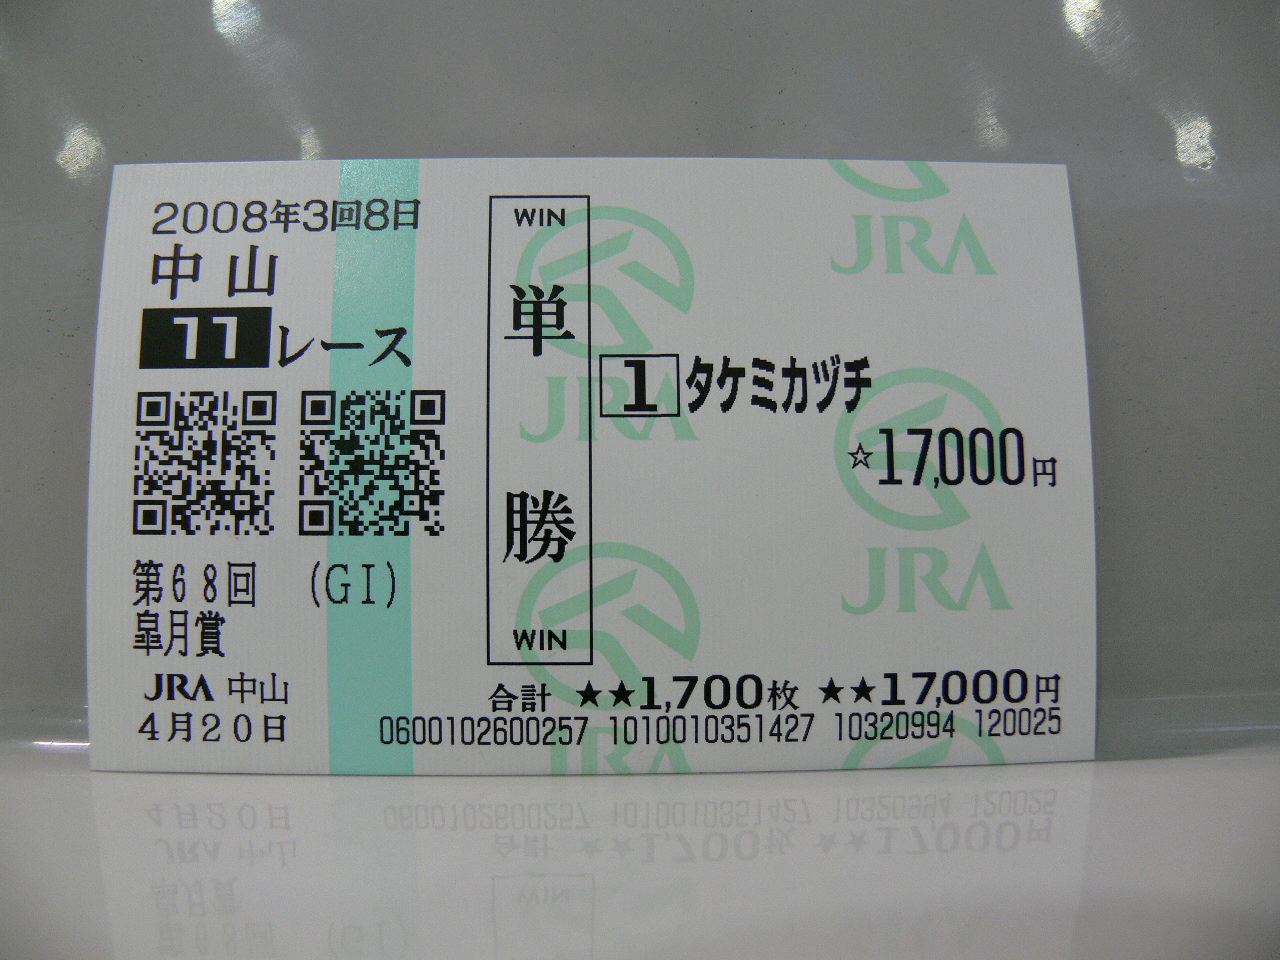 2008年3回8日
中山
11レース
第68回 (GI)
皐月賞
JRA 中山
4月20日
WIN
単勝
WIN
1 タケミカヅチ
☆17,000円
合計 ★★1,700枚 ★★17,000円
0600102600257 1010010351427 10320994 120025
JRA
JRA
JRA
JRA